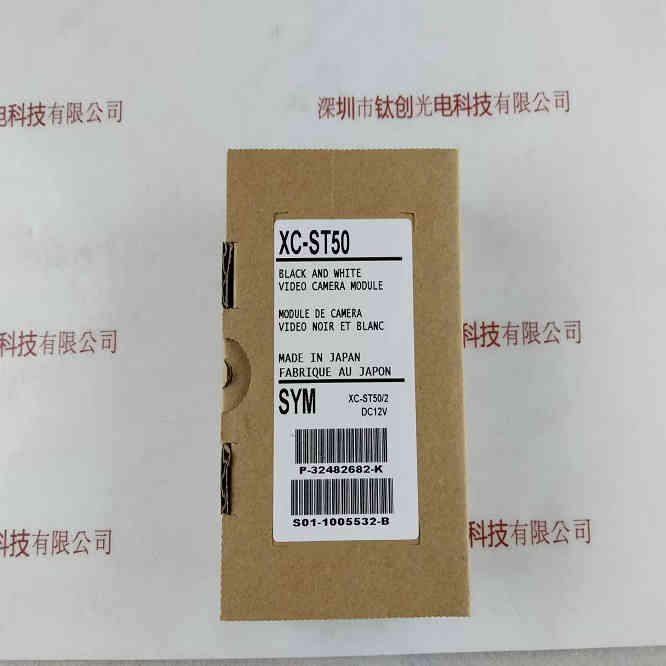 电科技有限公司
深圳市钛创光电科技有限公司
XC-ST50
BLACK AND WHITE
VIDEO CAMERA MODULE
MODULE DE CAMERA
VIDEO NOIR ET BLANC
MADE IN JAPAN
FABRIQUE AU JAPON
SYM
XC-ST50/2
DC12V
P-32482682-K
S01-1005532-B
科技有限公司
科技有限公司
科技有限公司
科技有限公司